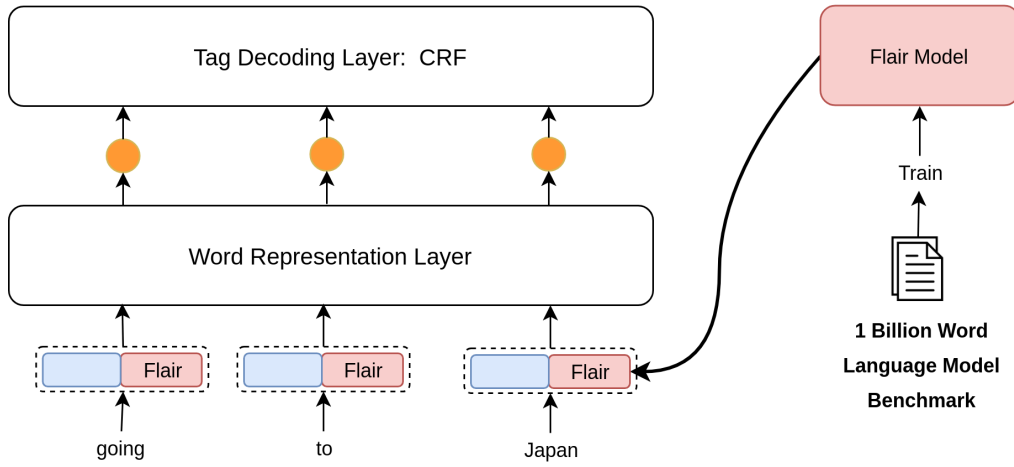 Tag Decoding Layer: CRF
Flair Model
Train
Word Representation Layer
1 Billion Word
Language Model
Benchmark
Flair
Flair
Flair
going
to
Japan